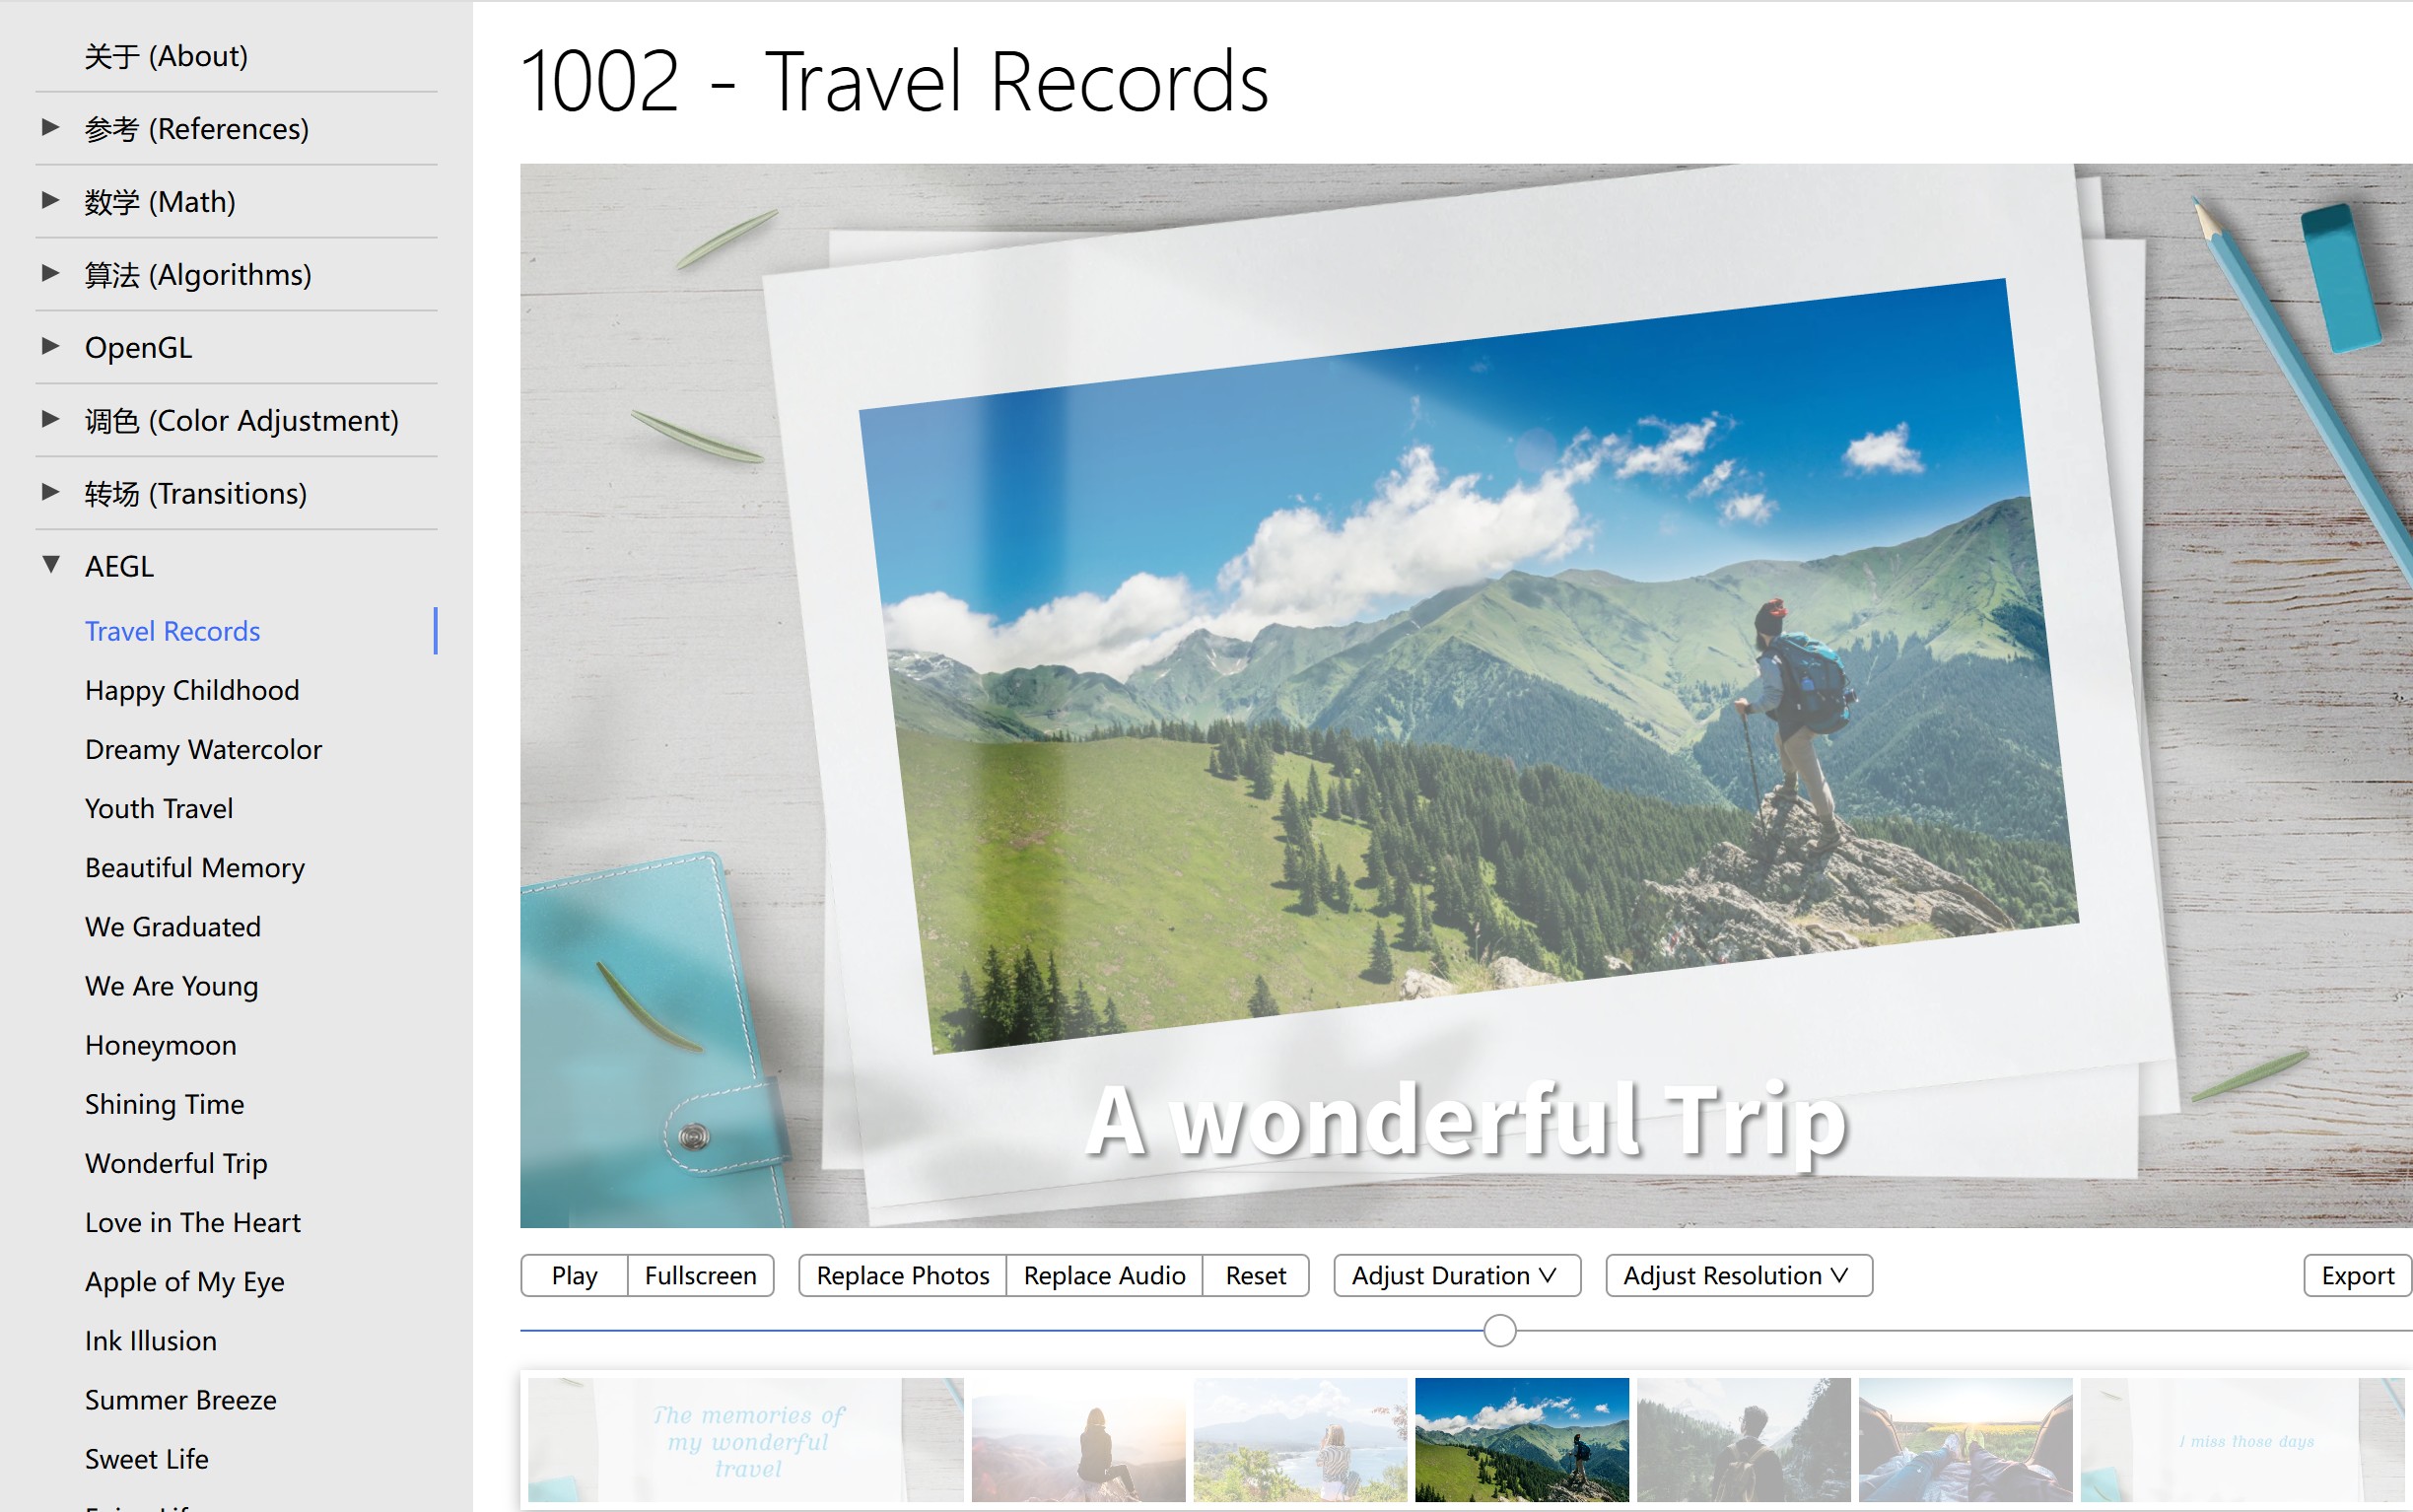 关于 (About)
参考 (References)
数学 (Math)
算法 (Algorithms)
OpenGL
调色 (Color Adjustment)
转场 (Transitions)
AEGL
Travel Records
Happy Childhood
Dreamy Watercolor
Youth Travel
Beautiful Memory
We Graduated
We Are Young
Honeymoon
Shining Time
Wonderful Trip
Love in The Heart
Apple of My Eye
Ink Illusion
Summer Breeze
Sweet Life
1002 - Travel Records
A wonderful Trip
Play
Fullscreen
Replace Photos
Replace Audio
Reset
Adjust Duration
Adjust Resolution
Export
The memories of
my wonderful
travel
I miss those days